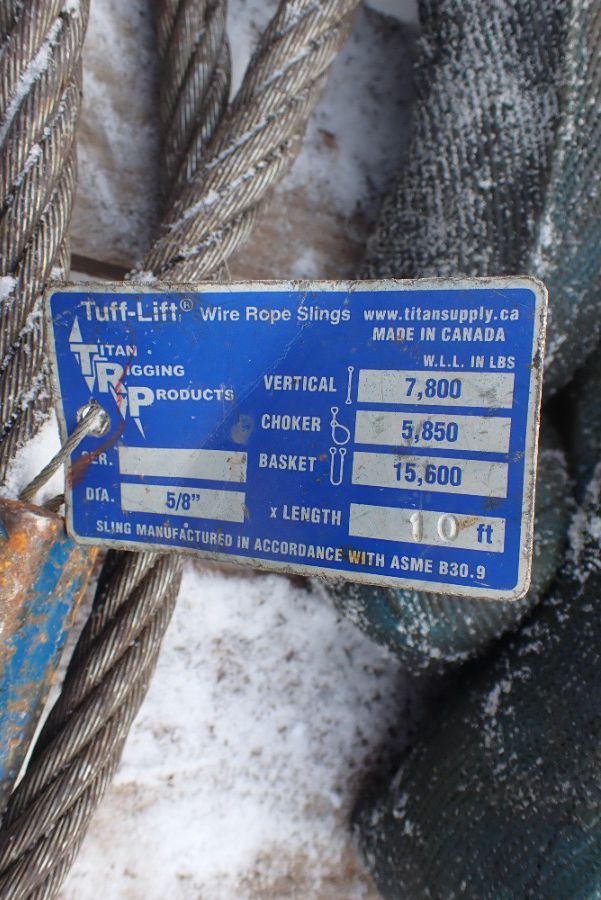 Tuff-Lift® Wire Rope Slings www.titansupply.ca
MADE IN CANADA
TITAN
RIGGING
PRODUCTS
W.L.L. IN LBS
VERTICAL 7,800
CHOKER 5,850
BASKET 15,600
SER.
DIA. 5/8"
x LENGTH 10 ft
SLING MANUFACTURED IN ACCORDANCE WITH ASME B30.9